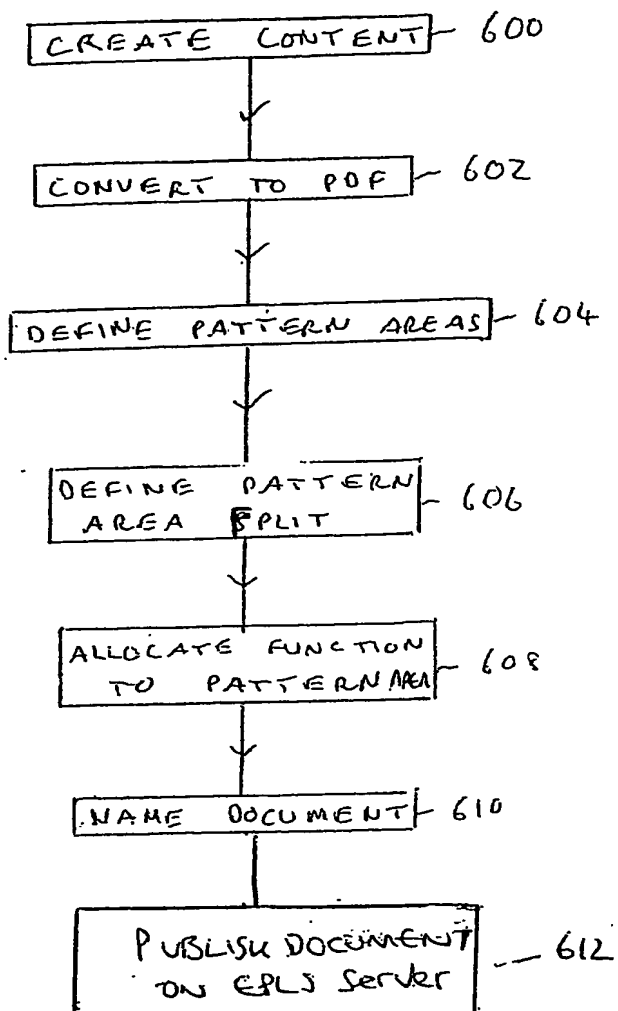 CREATE CONTENT 600
CONVERT TO PDF 602
DEFINE PATTERN AREAS 604
DEFINE PATTERN 606
AREA SPLIT
ALLOCATE FUNCTION 608
TO PATTERN AREA
NAME DOCUMENT 610
PUBLISH DOCUMENT 612
ON EPLS Server